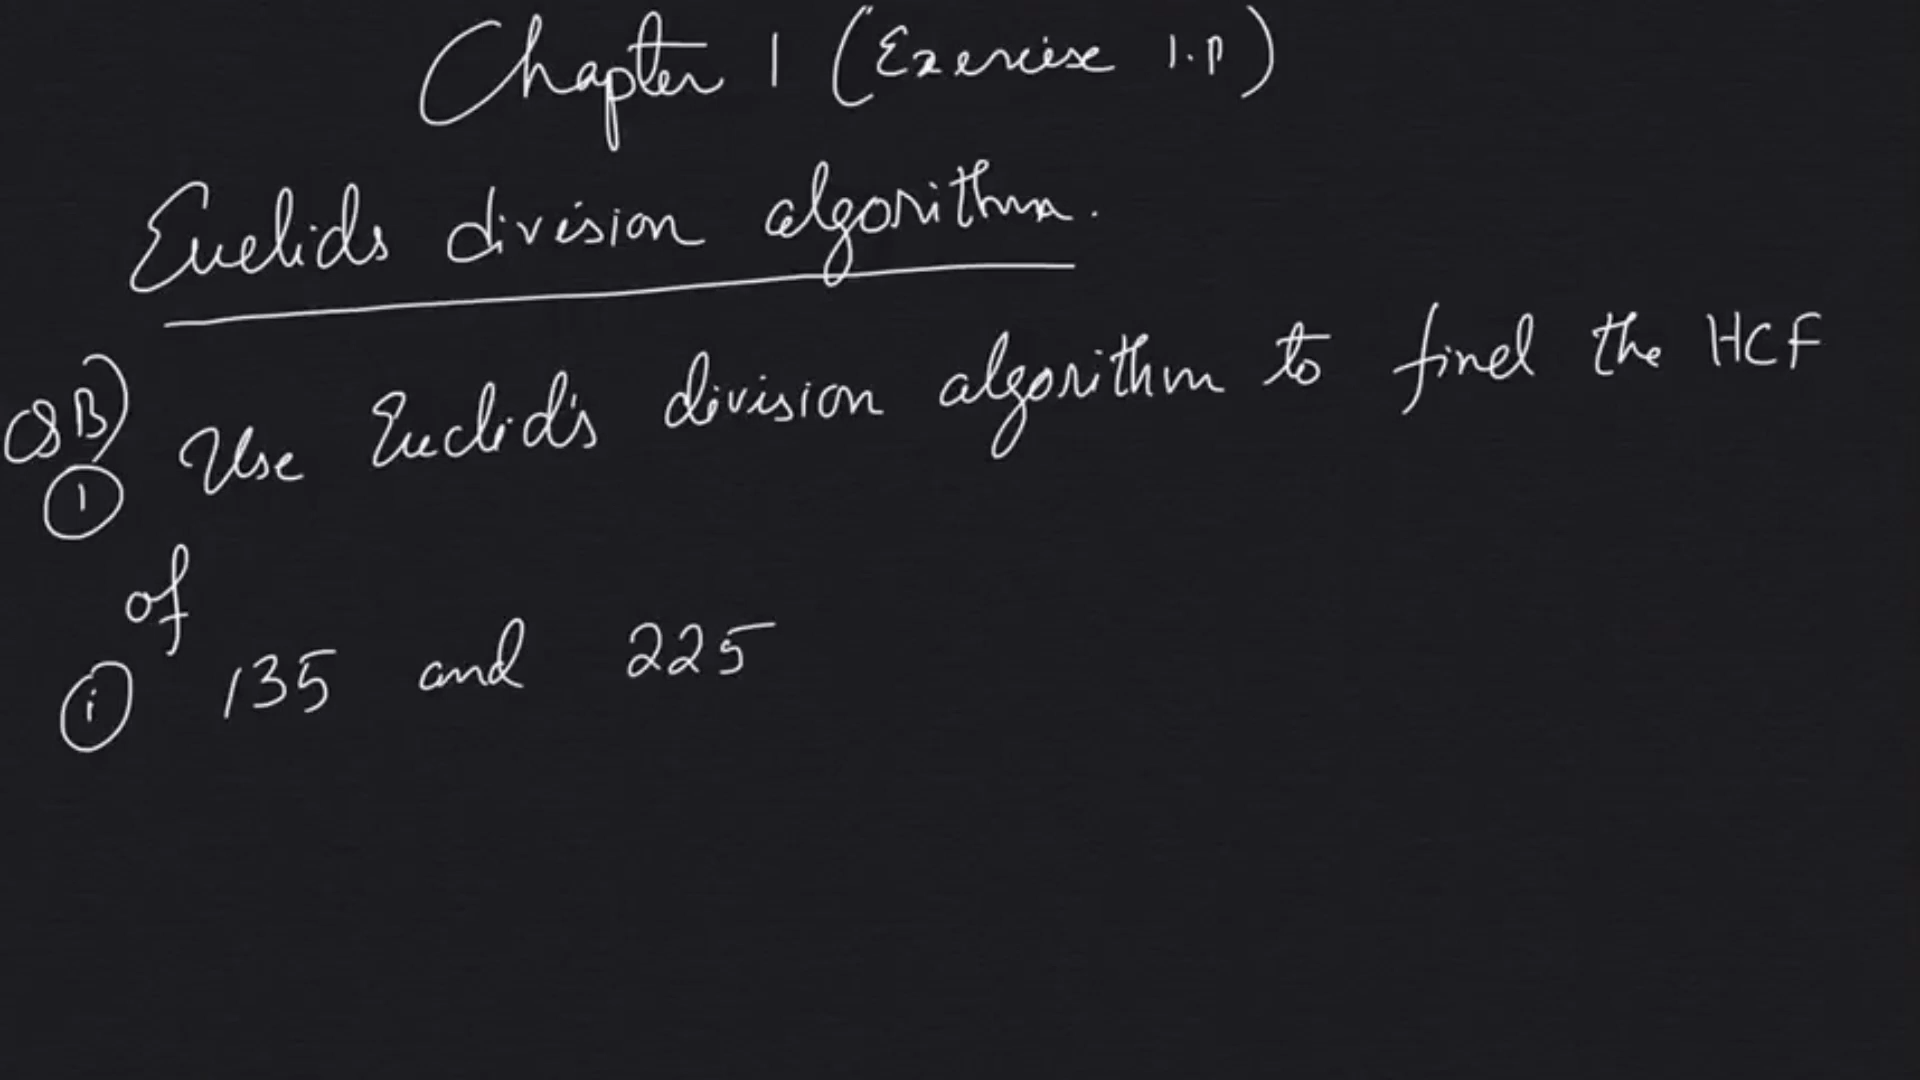 Chapter 1 (Exercise 1.1)
Euclids division algorithm.
QB)
① Use Euclid's division algorithm to find the HCF
of
ⓘ 135 and 225